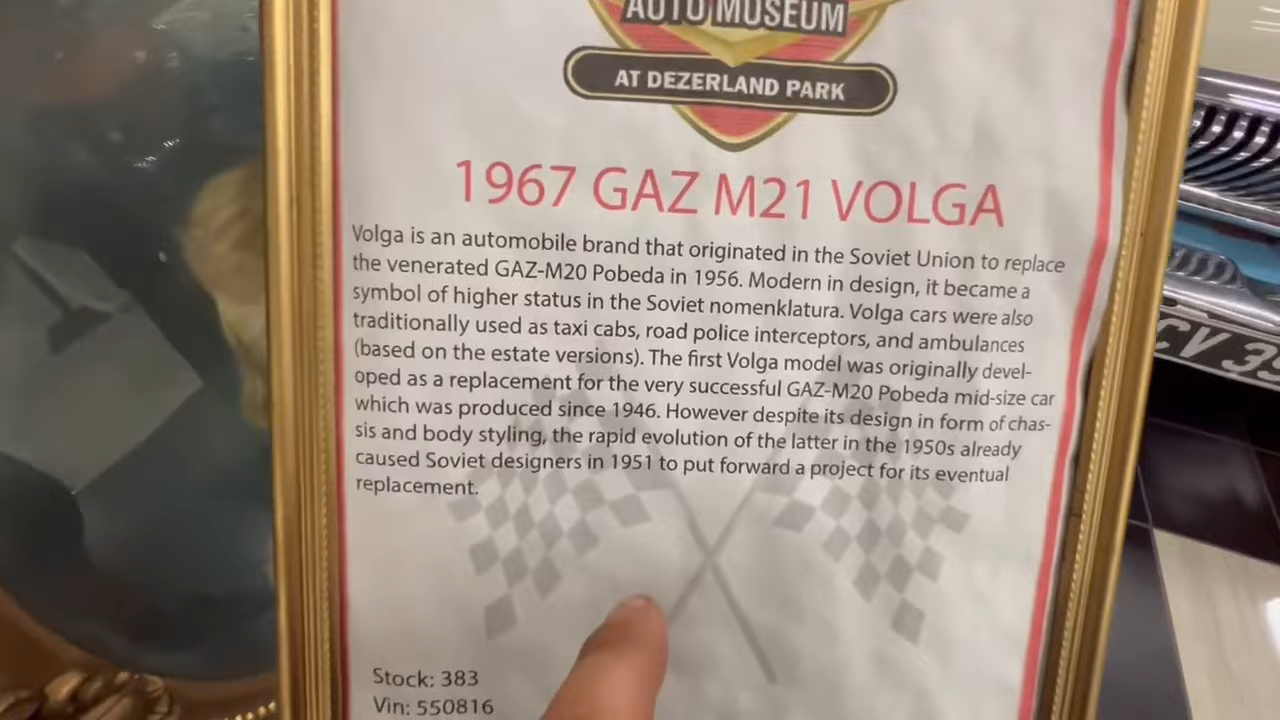 AUTO MUSEUM
AT DEZERLAND PARK
1967 GAZ M21 VOLGA
Volga is an automobile brand that originated in the Soviet Union to replace
the venerated GAZ-M20 Pobeda in 1956. Modern in design, it became a
symbol of higher status in the Soviet nomenklatura. Volga cars were also
traditionally used as taxi cabs, road police interceptors, and ambulances
(based on the estate versions). The first Volga model was originally devel-
oped as a replacement for the very successful GAZ-M20 Pobeda mid-size car
which was produced since 1946. However despite its design in form of chas-
sis and body styling, the rapid evolution of the latter in the 1950s already
caused Soviet designers in 1951 to put forward a project for its eventual
replacement.
Stock: 383
Vin: 550816
CV 3